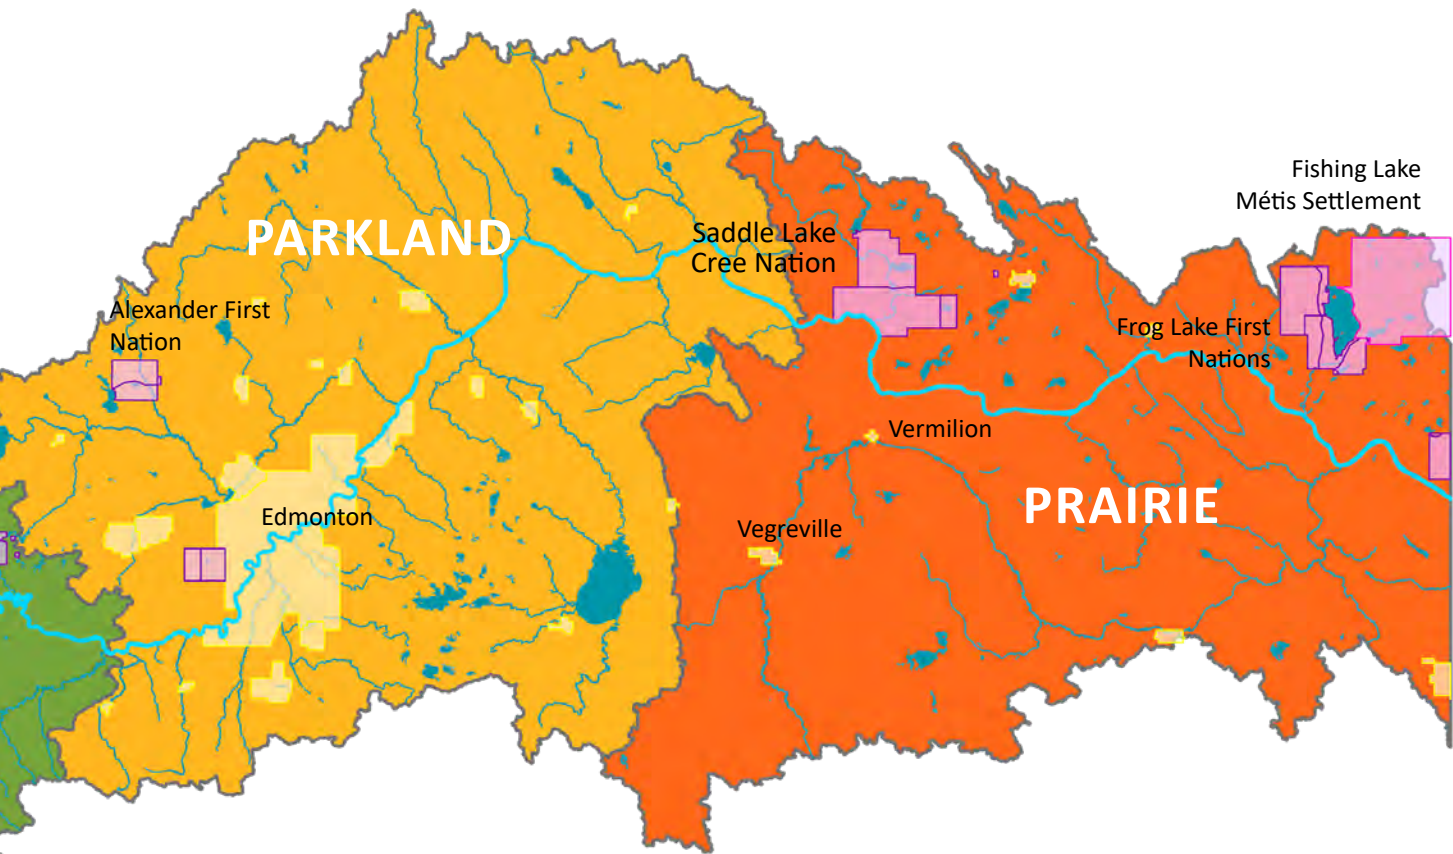 Fishing Lake
Métis Settlement
PARKLAND
Saddle Lake
Cree Nation
Alexander First
Nation
Frog Lake First
Nations
Vermilion
PRAIRIE
Edmonton
Vegreville